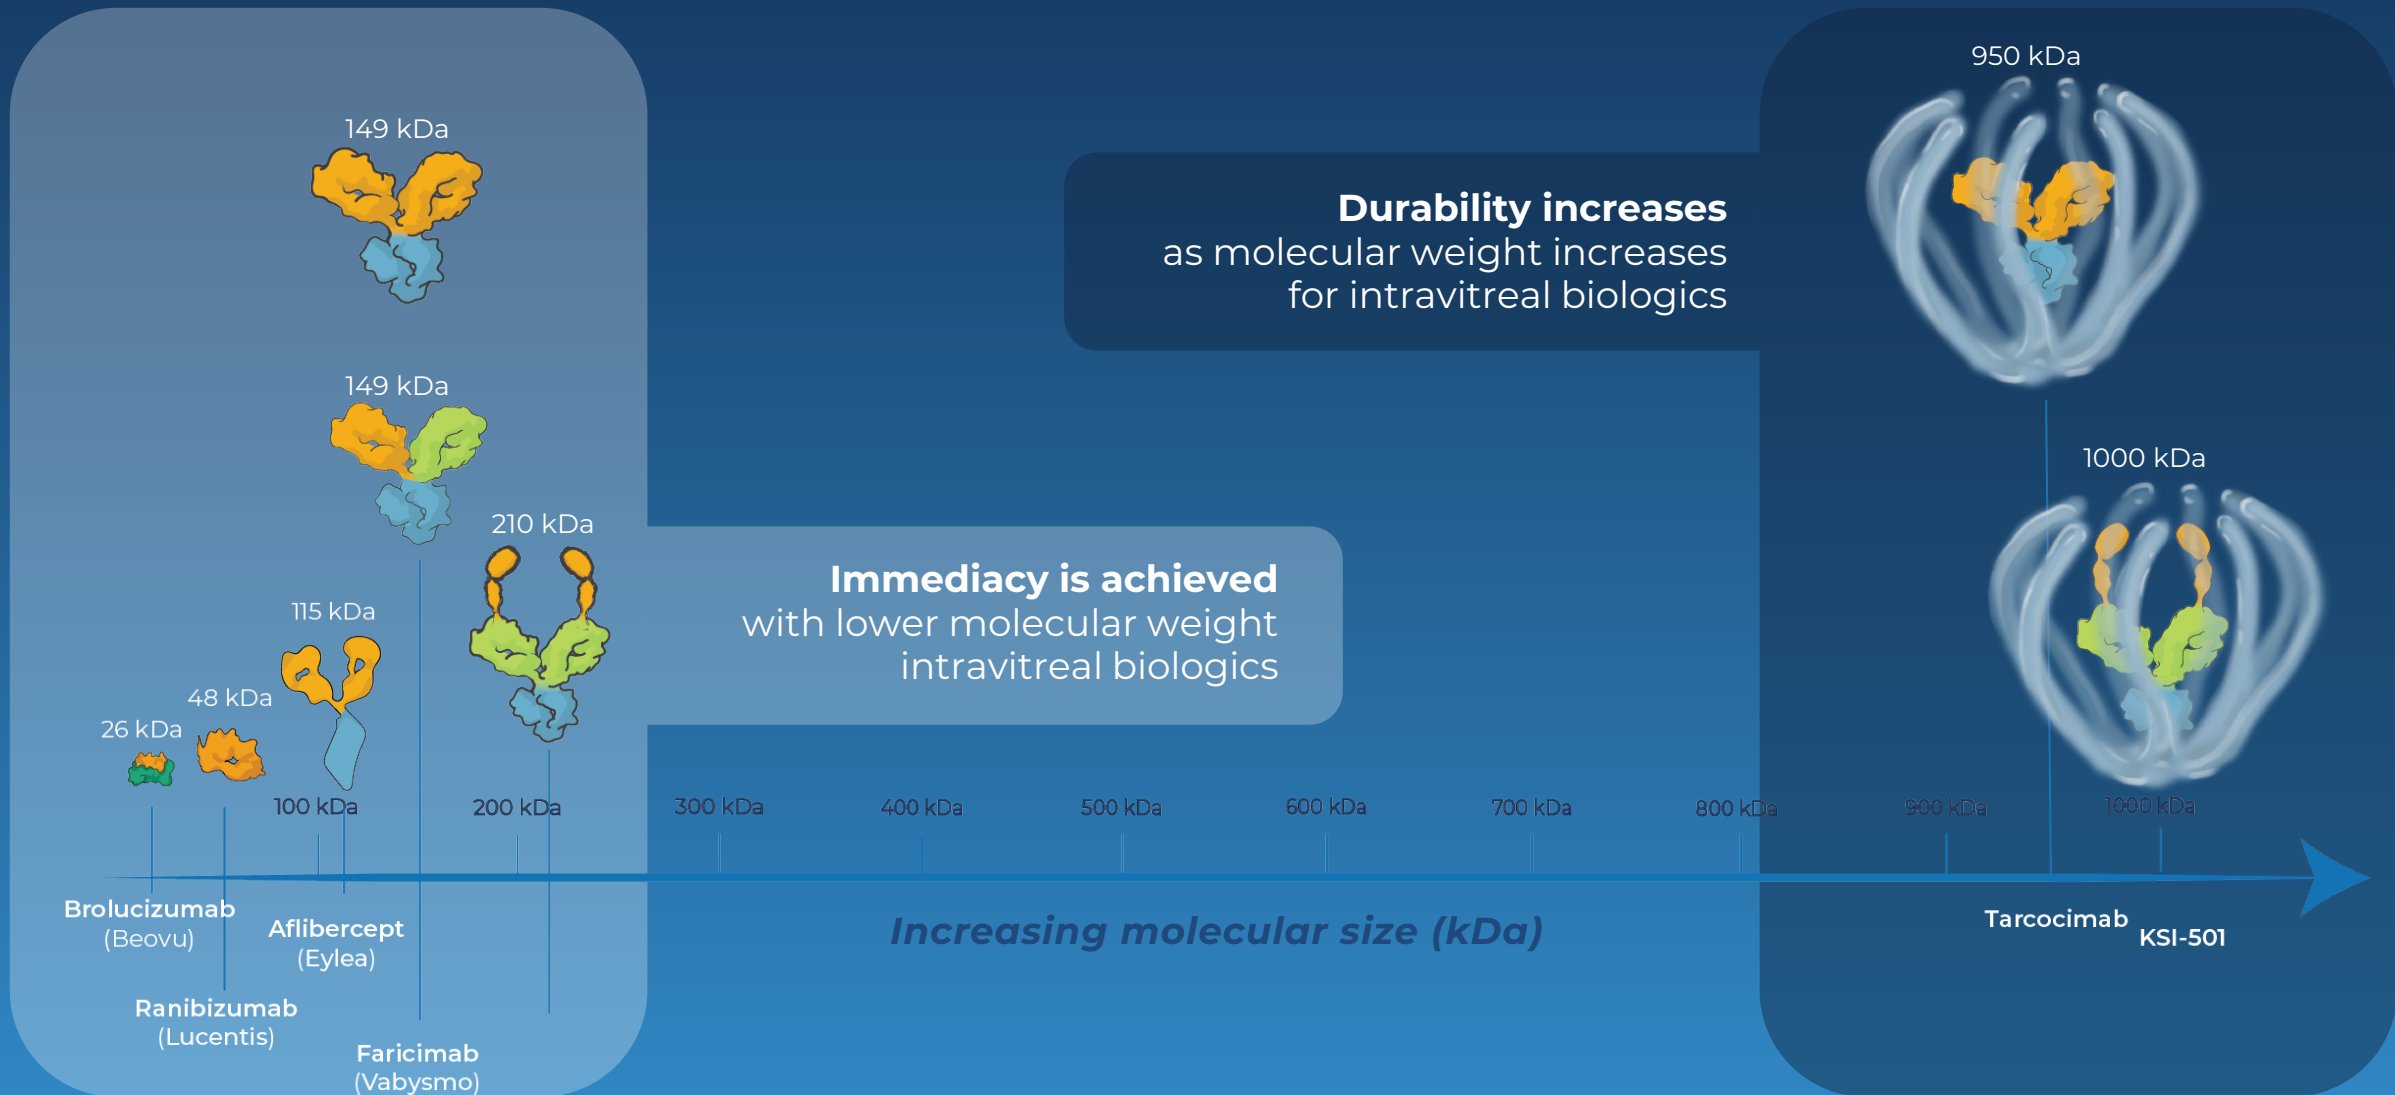 950 kDa
149 kDa
Durability increases
as molecular weight increases
for intravitreal biologics
149 kDa
1000 kDa
210 kDa
Immediacy is achieved
with lower molecular weight
intravitreal biologics
115 kDa
48 kDa
26 kDa
100 kDa
200 kDa
300 kDa
400 kDa
500 kDa
600 kDa
700 kDa
800 kDa
900 kDa
1000 kDa
Brolucizumab
(Beovu)
Aflibercept
(Eylea)
Increasing molecular size (kDa)
Tarcocimab
KSI-501
Ranibizumab
(Lucentis)
Faricimab
(Vabysmo)